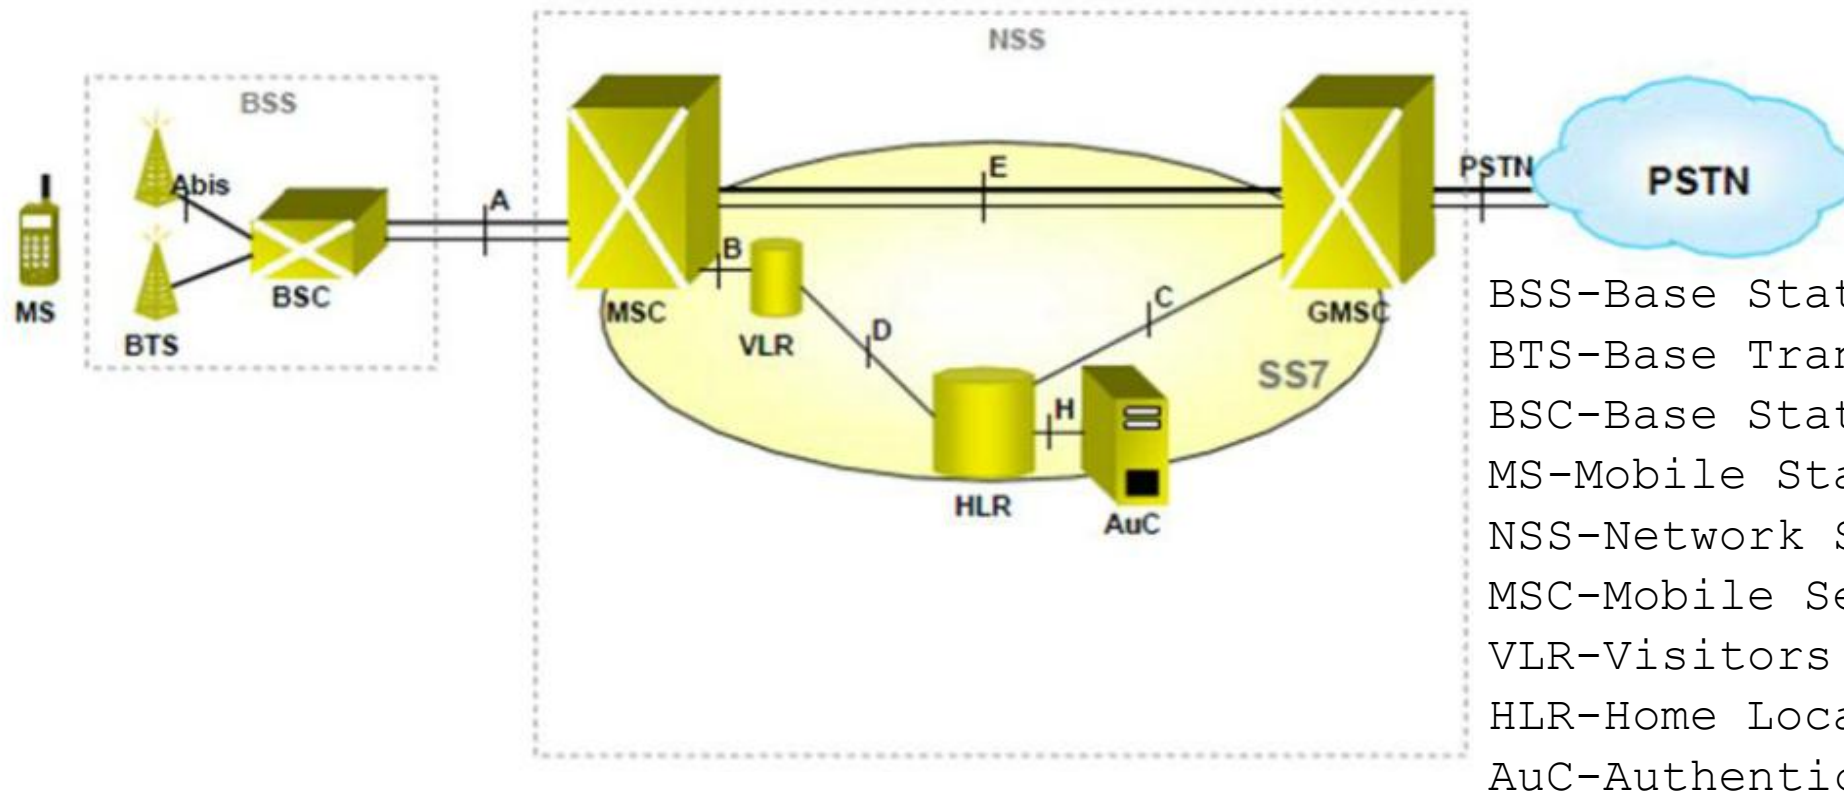 NSS
BSS
E
PSTN
PSTN
Abis
A
B
BSC
MS
MSC
C
GMSC
BTS
VLR
D
SS7
H
HLR
AuC
BSS-Base Stat
BTS-Base Tran
BSC-Base Stat
MS-Mobile Sta
NSS-Network S
MSC-Mobile Se
VLR-Visitors
HLR-Home Loca
AuC-Authentic